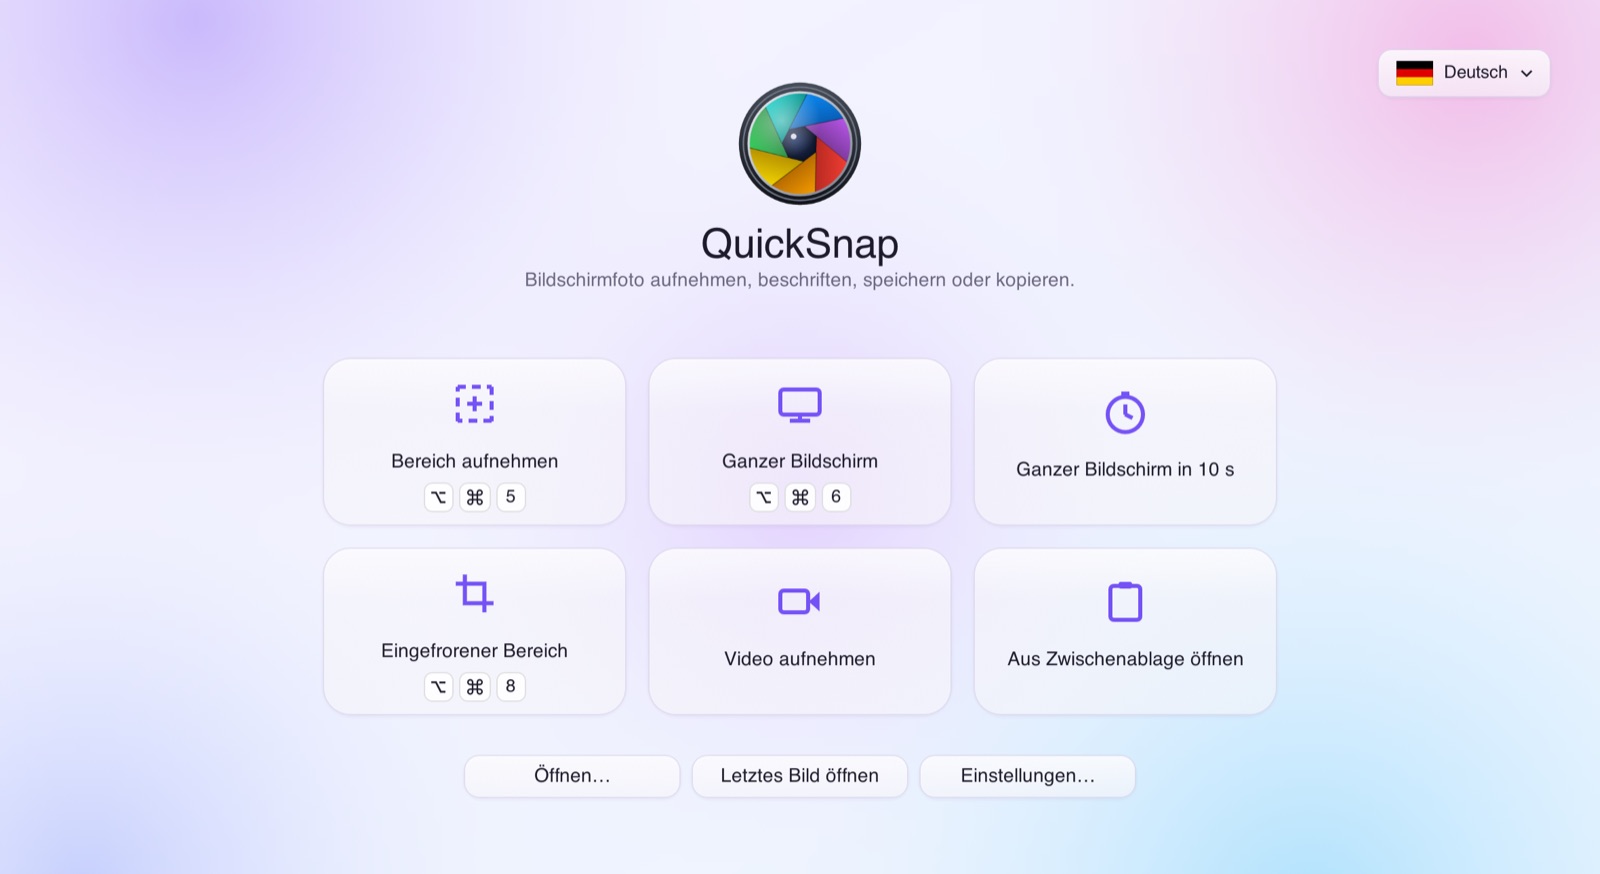 Deutsch
QuickSnap
Bildschirmfoto aufnehmen, beschriften, speichern oder kopieren.
Bereich aufnehmen
⌥ ⌘ 5
Ganzer Bildschirm
⌥ ⌘ 6
Ganzer Bildschirm in 10 s
Eingefrorener Bereich
⌥ ⌘ 8
Video aufnehmen
Aus Zwischenablage öffnen
Öffnen…
Letztes Bild öffnen
Einstellungen…